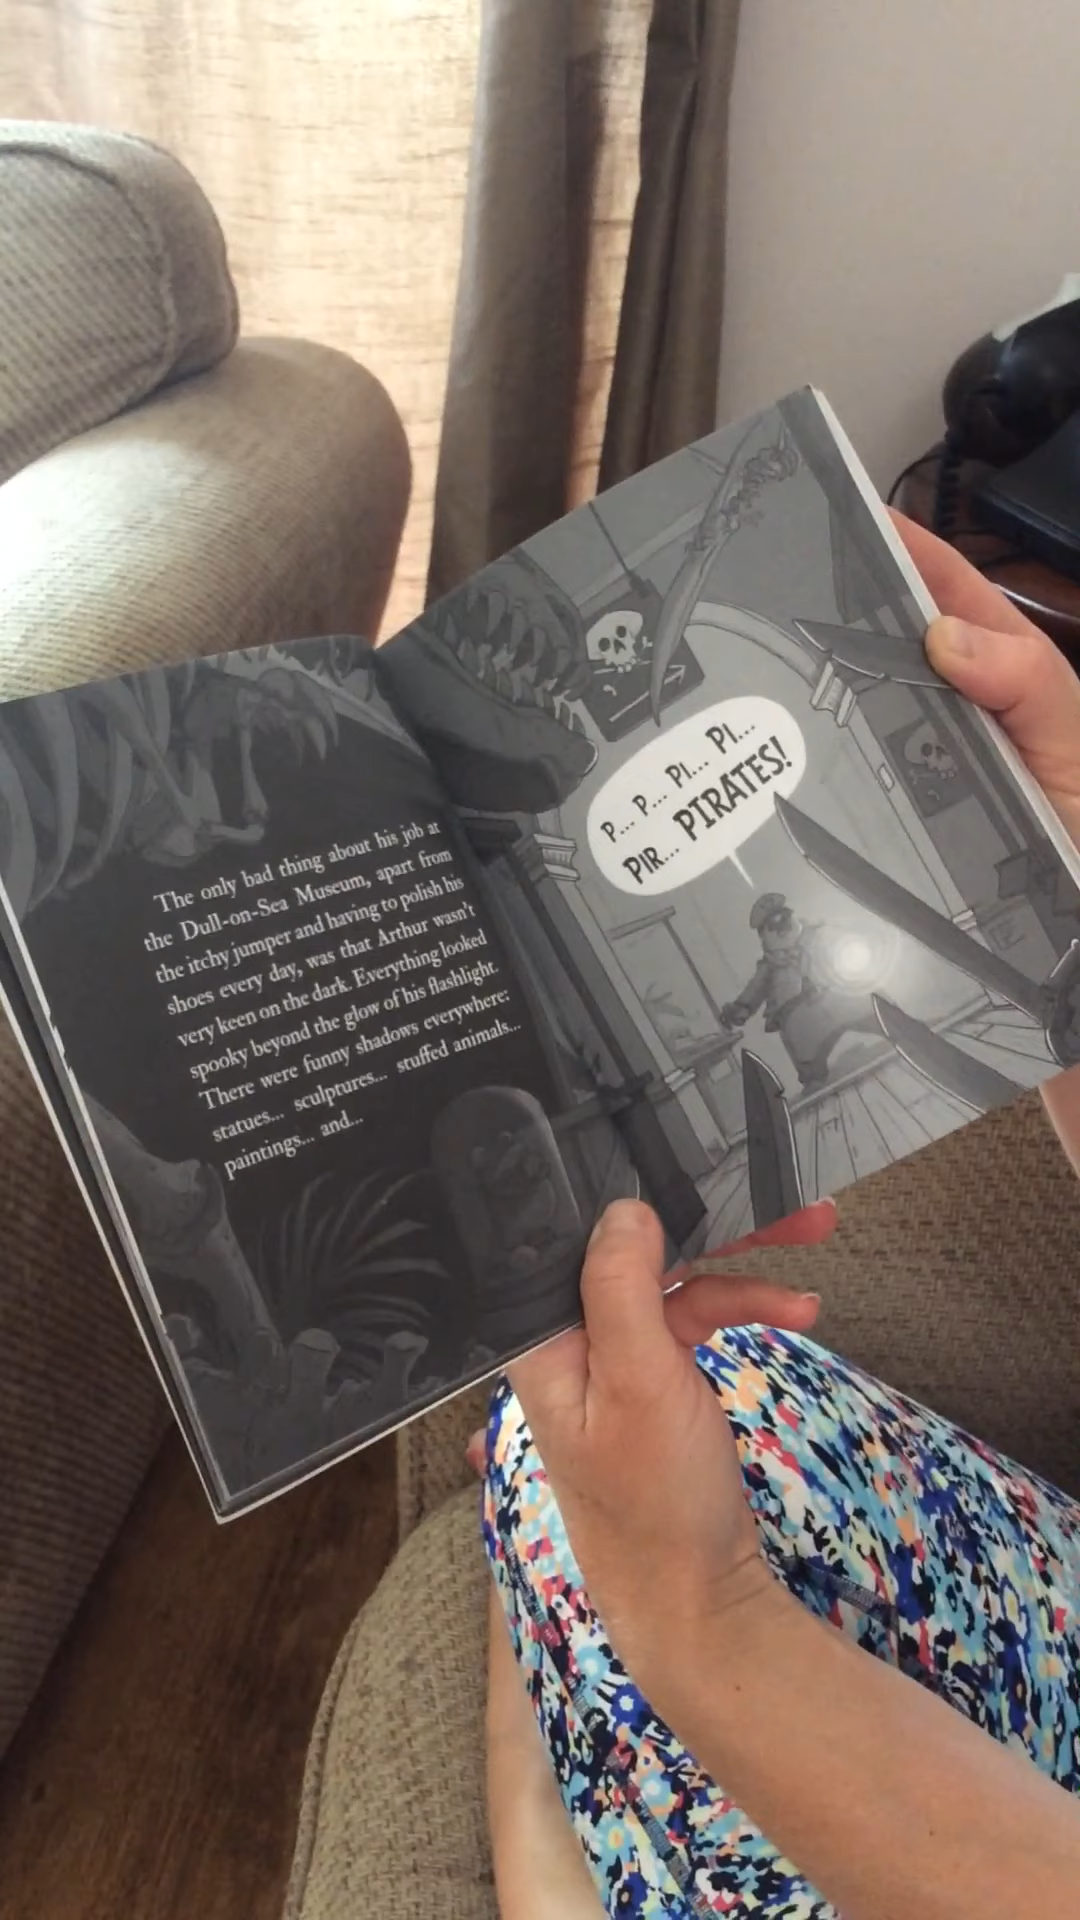 The only bad thing about his job at
the Dull-on-Sea Museum, apart from
the itchy jumper and having to polish his
shoes every day, was that Arthur wasn't
very keen on the dark. Everything looked
spooky beyond the glow of his flashlight.
There were funny shadows everywhere:
statues... sculptures... stuffed animals...
paintings... and...
P... P... PI... PI...
PIR... PIRATES!